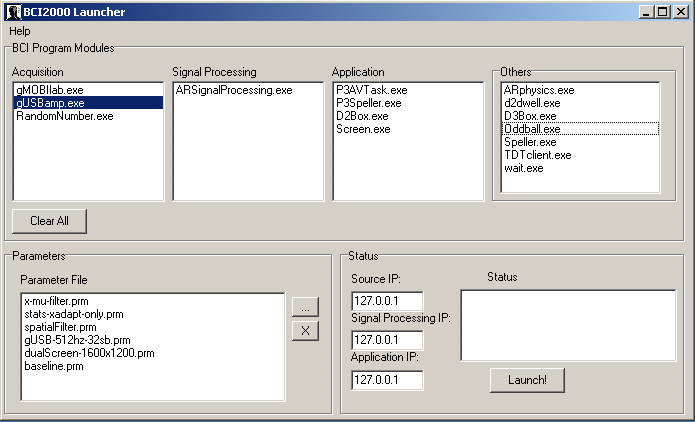 BCI2000 Launcher
Help
BCI Program Modules
Acquisition
gMOBIlab.exe
gUSBamp.exe
RandomNumber.exe
Signal Processing
ARSignalProcessing.exe
Application
P3AVTask.exe
P3Speller.exe
D2Box.exe
Screen.exe
Others
ARphysics.exe
d2dwell.exe
D3Box.exe
Oddball.exe
Speller.exe
TDTclient.exe
wait.exe
Clear All
Parameters
Parameter File
x-mu-filter.prm
stats-xadapt-only.prm
spatialFilter.prm
gUSB-512hz-32sb.prm
dualScreen-1600x1200.prm
baseline.prm
...
X
Status
Source IP:
127.0.0.1
Signal Processing IP:
127.0.0.1
Application IP:
127.0.0.1
Status
Launch!